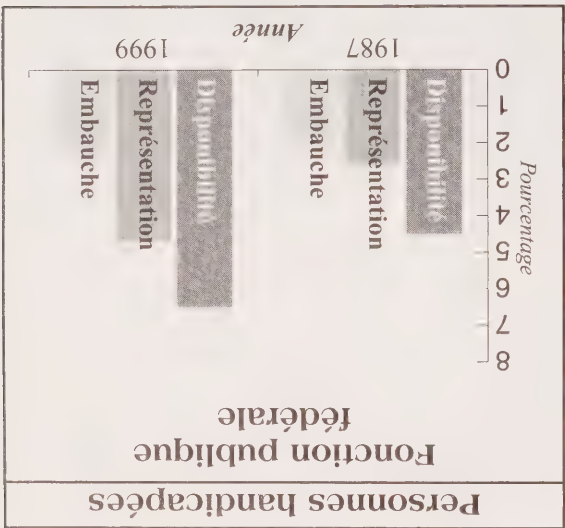 Personnes handicapées
Fonction publique
fédérale
Pourcentage
8
7
6
5
4
3
2
1
0
Disponibilité
Représentation
Embauche
Disponibilité
Représentation
Embauche
1987
1999
Année